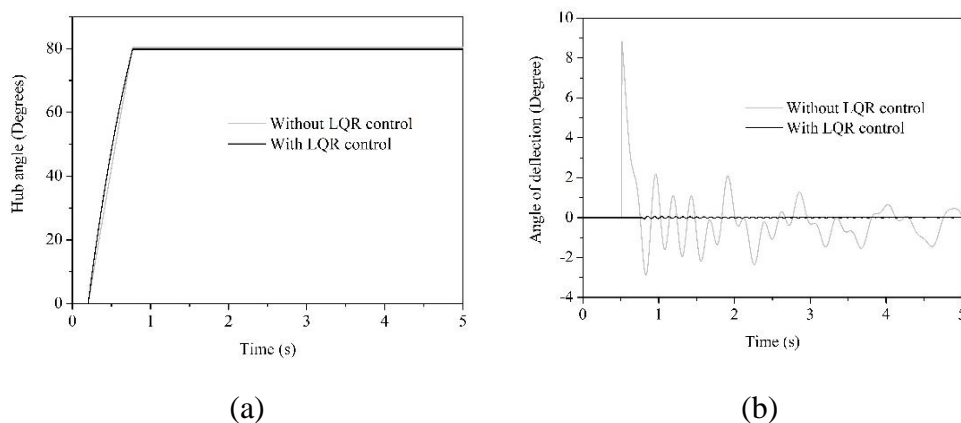 100
80
60
40
20
0
0
1
2
3
4
5
Hub angle (Degrees)
Time (s)
Without LQR control
With LQR control
(a)
10
8
6
4
2
0
-2
-4
0
1
2
3
4
5
Angle of deflection (Degree)
Time (s)
Without LQR control
With LQR control
(b)